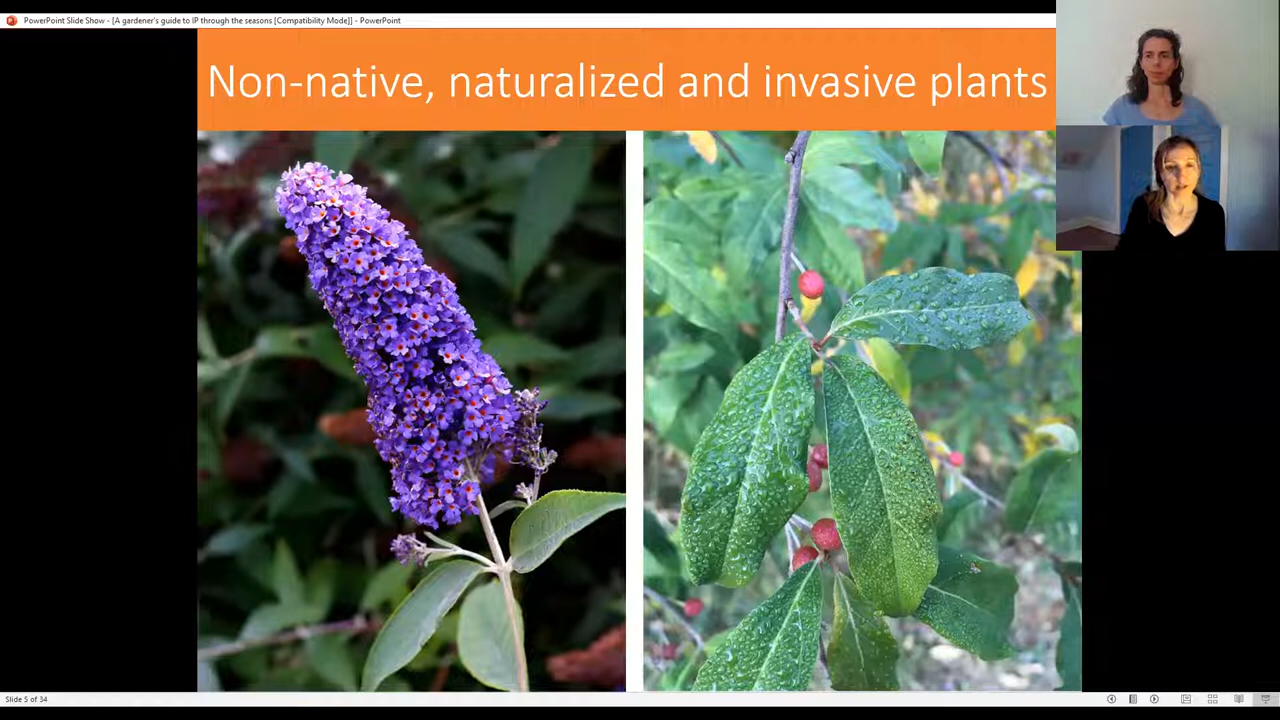 PowerPoint Slide Show - [A gardener's guide to IP through the seasons [Compatibility Mode]] - PowerPoint
Non-native, naturalized and invasive plants
Slide 5 of 34